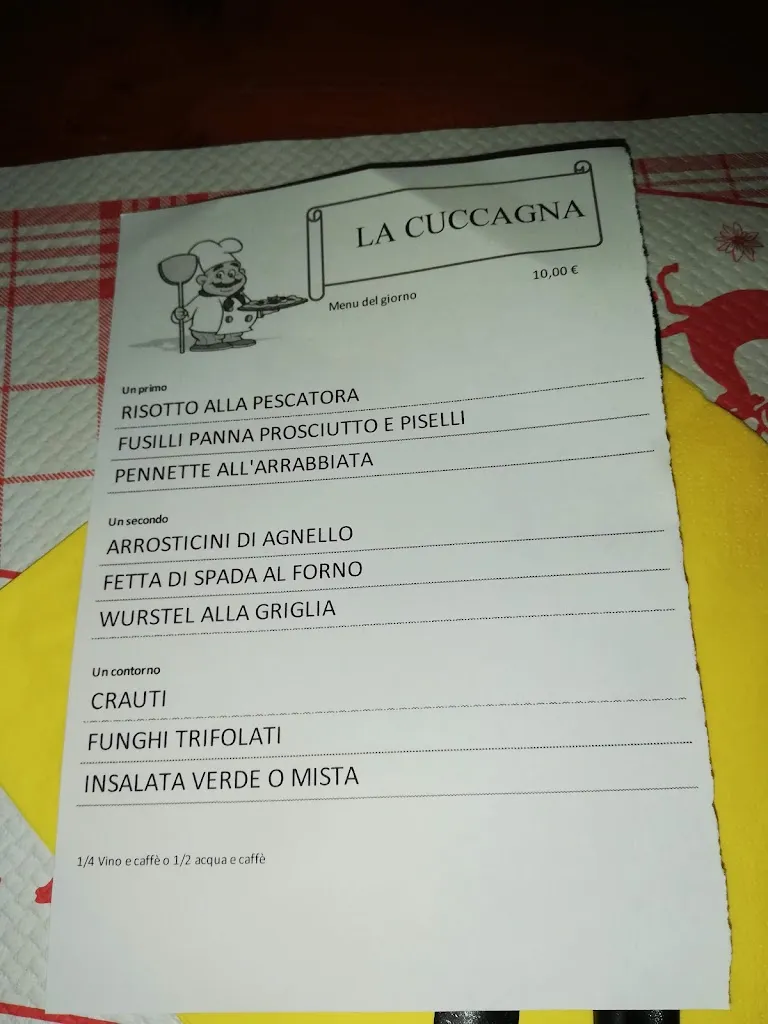 LA CUCCAGNA
10,00 €
Menu del giorno
Un primo
RISOTTO ALLA PESCATORA
FUSILLI PANNA PROSCIUTTO E PISELLI
PENNETTE ALL'ARRABBIATA
Un secondo
ARROSTICINI DI AGNELLO
FETTA DI SPADA AL FORNO
WURSTEL ALLA GRIGLIA
Un contorno
CRAUTI
FUNGHI TRIFOLATI
INSALATA VERDE O MISTA
1/4 Vino e caffè o 1/2 acqua e caffè